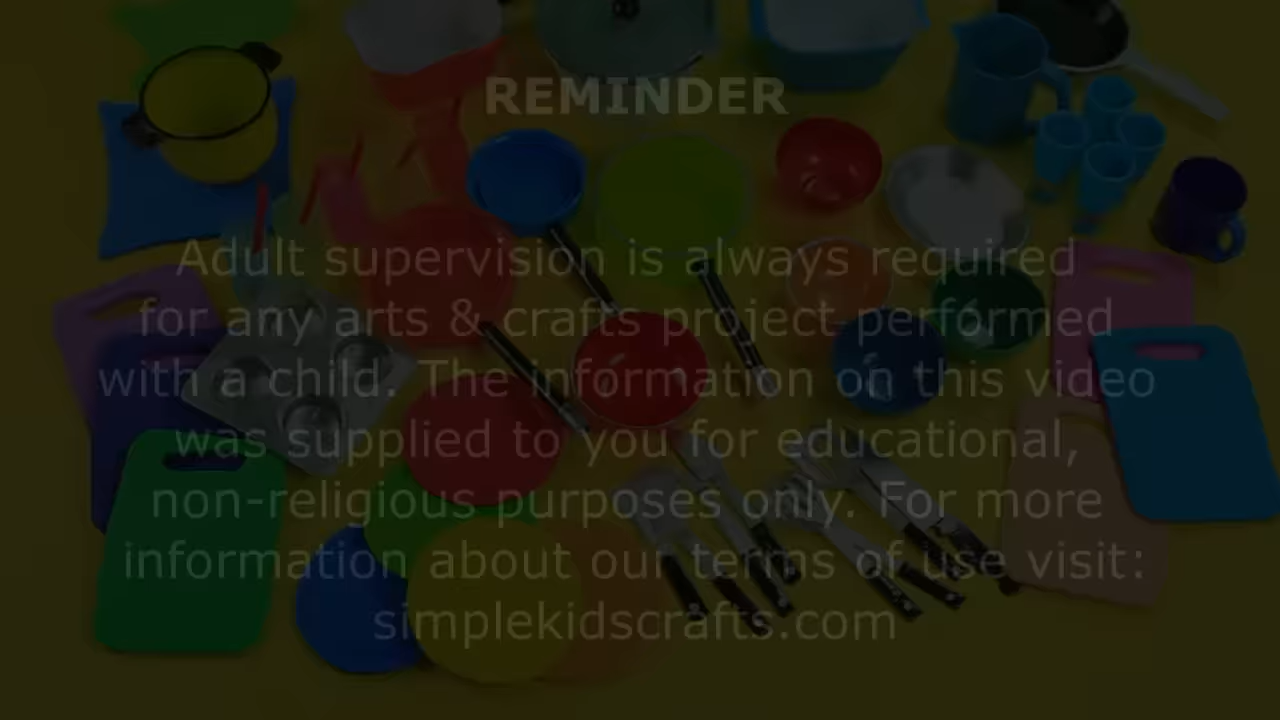 REMINDER
Adult supervision is always required
for any arts & crafts project performed
with a child. The information on this video
was supplied to you for educational,
non-religious purposes only. For more
information about our terms of use visit:
simplekidscrafts.com